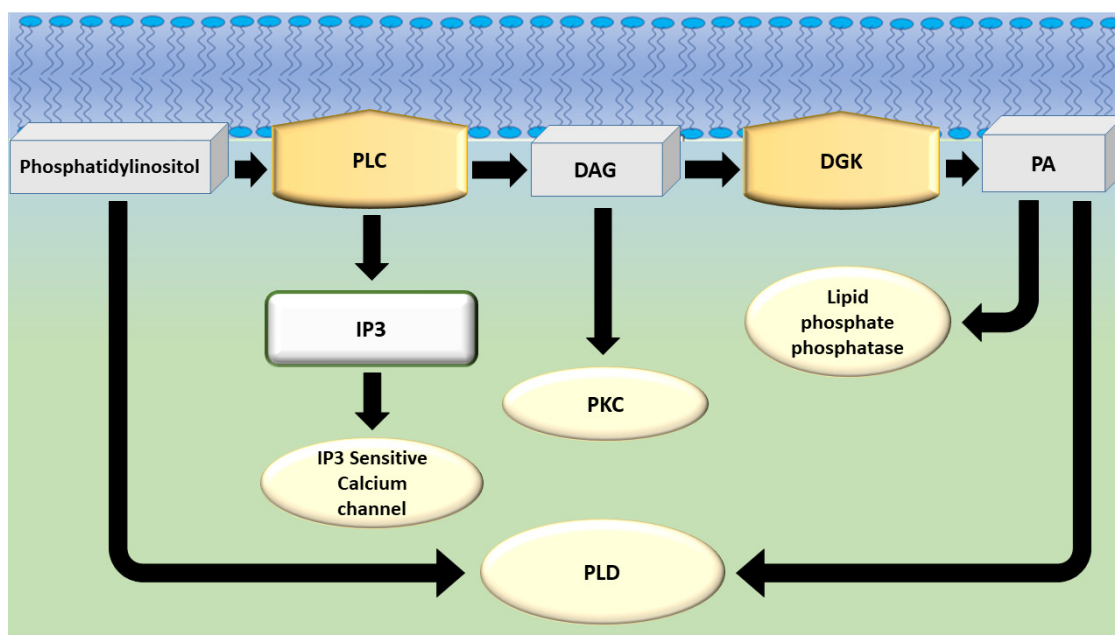 Phosphatidylinositol
PLC
DAG
DGK
PA
IP3
Lipid
phosphate
phosphatase
PKC
IP3 Sensitive
Calcium
channel
PLD